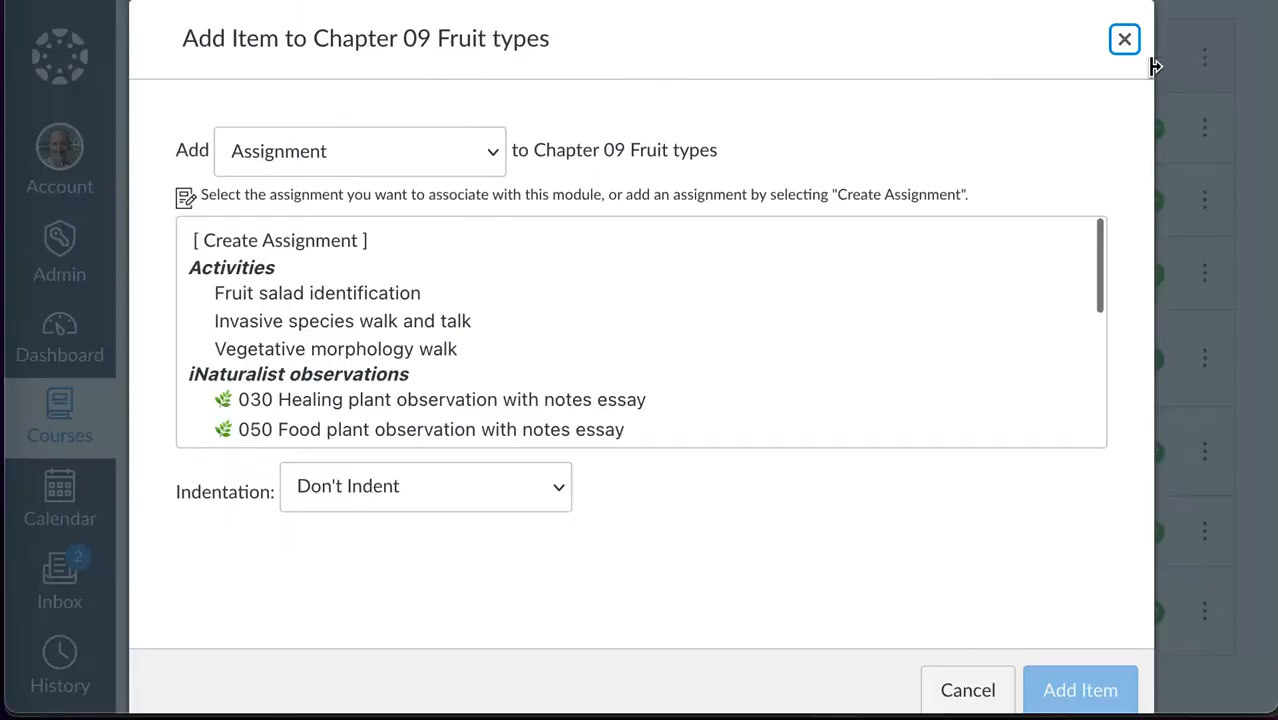 Add Item to Chapter 09 Fruit types
Account
Admin
Dashboard
Courses
Calendar
2
Inbox
History
Add Assignment to Chapter 09 Fruit types
Select the assignment you want to associate with this module, or add an assignment by selecting "Create Assignment".
[ Create Assignment ]
Activities
Fruit salad identification
Invasive species walk and talk
Vegetative morphology walk
iNaturalist observations
🌿 030 Healing plant observation with notes essay
🌿 050 Food plant observation with notes essay
Indentation: Don't Indent
Cancel Add Item